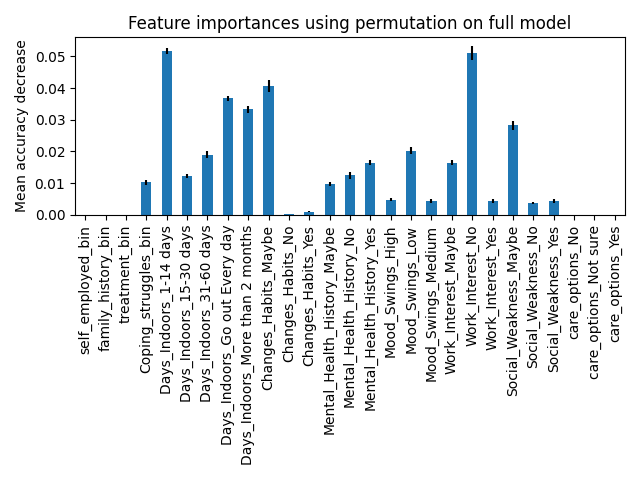 Feature importances using permutation on full model
Mean accuracy decrease
0.05
0.04
0.03
0.02
0.01
0.00
self_employed_bin
family_history_bin
treatment_bin
Coping_struggles_bin
Days_Indoors_1-14 days
Days_Indoors_15-30 days
Days_Indoors_31-60 days
Days_Indoors_Go out Every day
Days_Indoors_More than 2 months
Changes_Habits_Maybe
Changes_Habits_No
Changes_Habits_Yes
Mental_Health_History_Maybe
Mental_Health_History_No
Mental_Health_History_Yes
Mood_Swings_High
Mood_Swings_Low
Mood_Swings_Medium
Work_Interest_Maybe
Work_Interest_No
Work_Interest_Yes
Social_Weakness_Maybe
Social_Weakness_No
Social_Weakness_Yes
care_options_No
care_options_Not sure
care_options_Yes